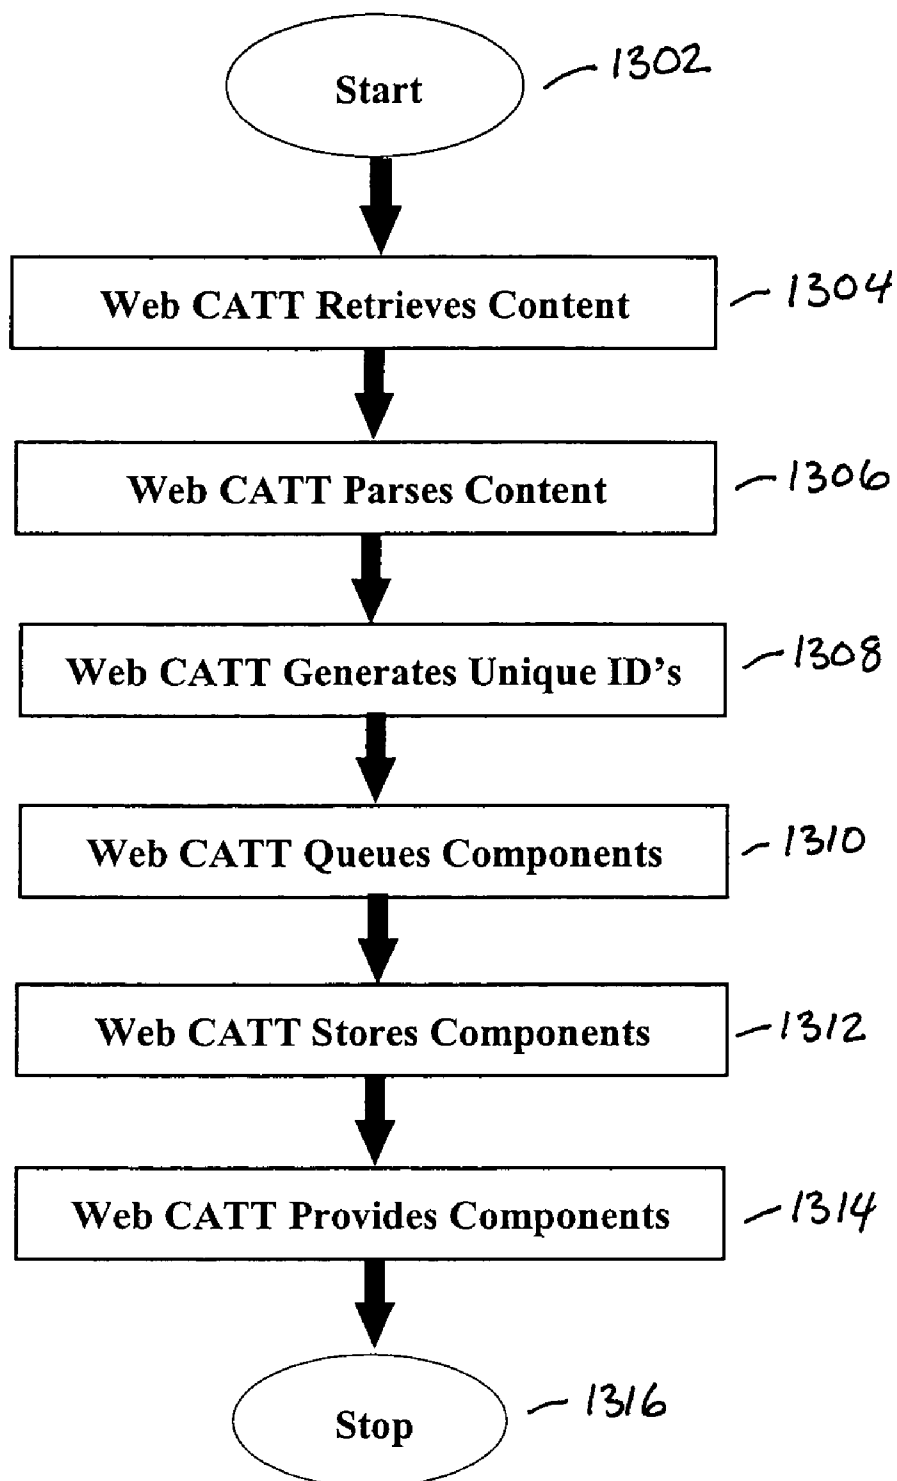 Start
1302
Web CATT Retrieves Content
1304
Web CATT Parses Content
1306
Web CATT Generates Unique ID’s
1308
Web CATT Queues Components
1310
Web CATT Stores Components
1312
Web CATT Provides Components
1314
Stop
1316